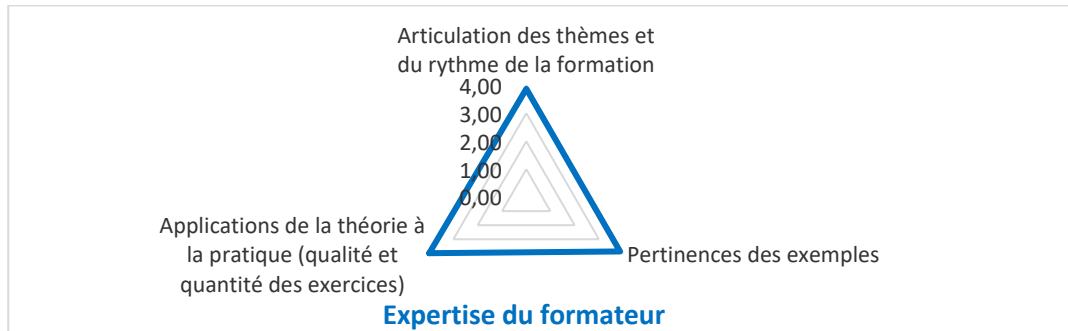 Articulation des thèmes et
du rythme de la formation
4,00
3,00
2,00
1,00
0,00
Applications de la théorie à
la pratique (qualité et
quantité des exercices)
Pertinences des exemples
Expertise du formateur